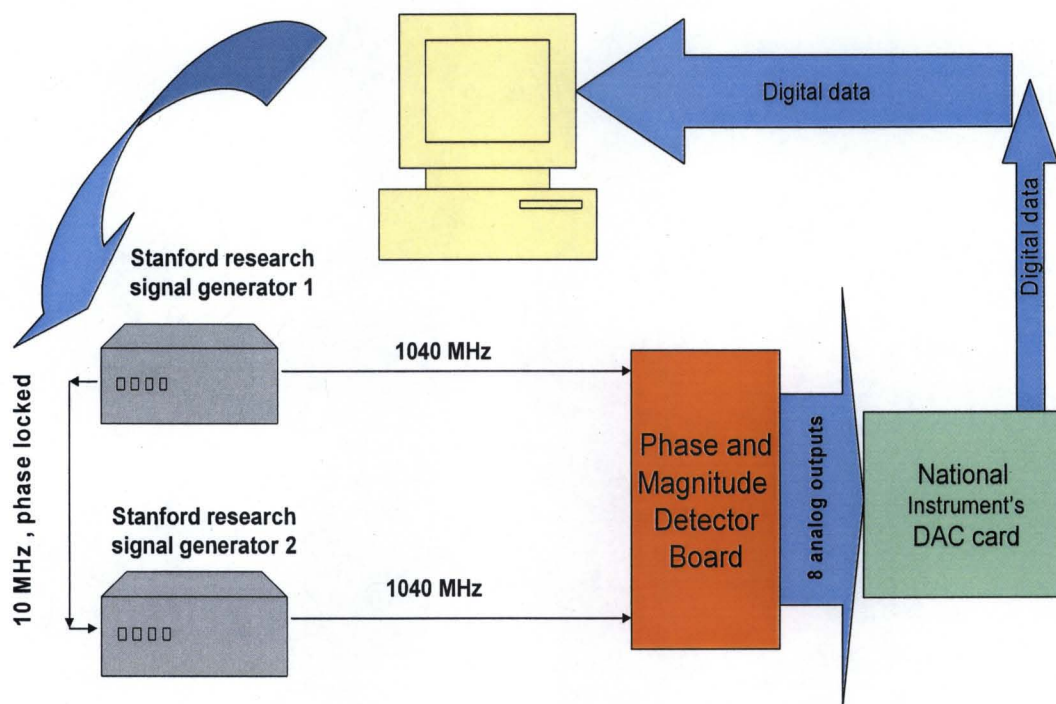 Digital data
Digital data
Stanford research
signal generator 1
1040 MHz
10 MHz , phase locked
Phase and
Magnitude
Detector
Board
8 analog outputs
National
Instrument's
DAC card
Stanford research
signal generator 2
1040 MHz